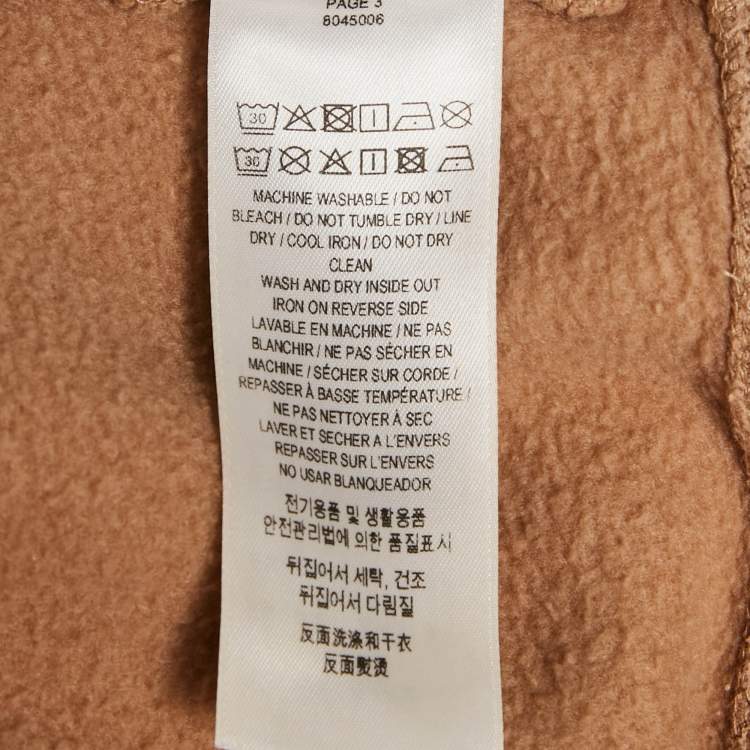 PAGE 3
8045006
30
30
MACHINE WASHABLE / DO NOT
BLEACH / DO NOT TUMBLE DRY / LINE
DRY / COOL IRON / DO NOT DRY
CLEAN
WASH AND DRY INSIDE OUT
IRON ON REVERSE SIDE
LAVABLE EN MACHINE / NE PAS
BLANCHIR / NE PAS SÉCHER EN
MACHINE / SÉCHER SUR CORDE /
REPASSER À BASSE TEMPÉRATURE /
NE PAS NETTOYER À SEC
LAVER ET SECHER A L'ENVERS
REPASSER SUR L'ENVERS
NO USAR BLANQUEADOR
전기용품 및 생활용품
안전관리법에 의한 품질표시
뒤집어서 세탁, 건조
뒤집어서 다림질
反面洗涤和干衣
反面熨烫